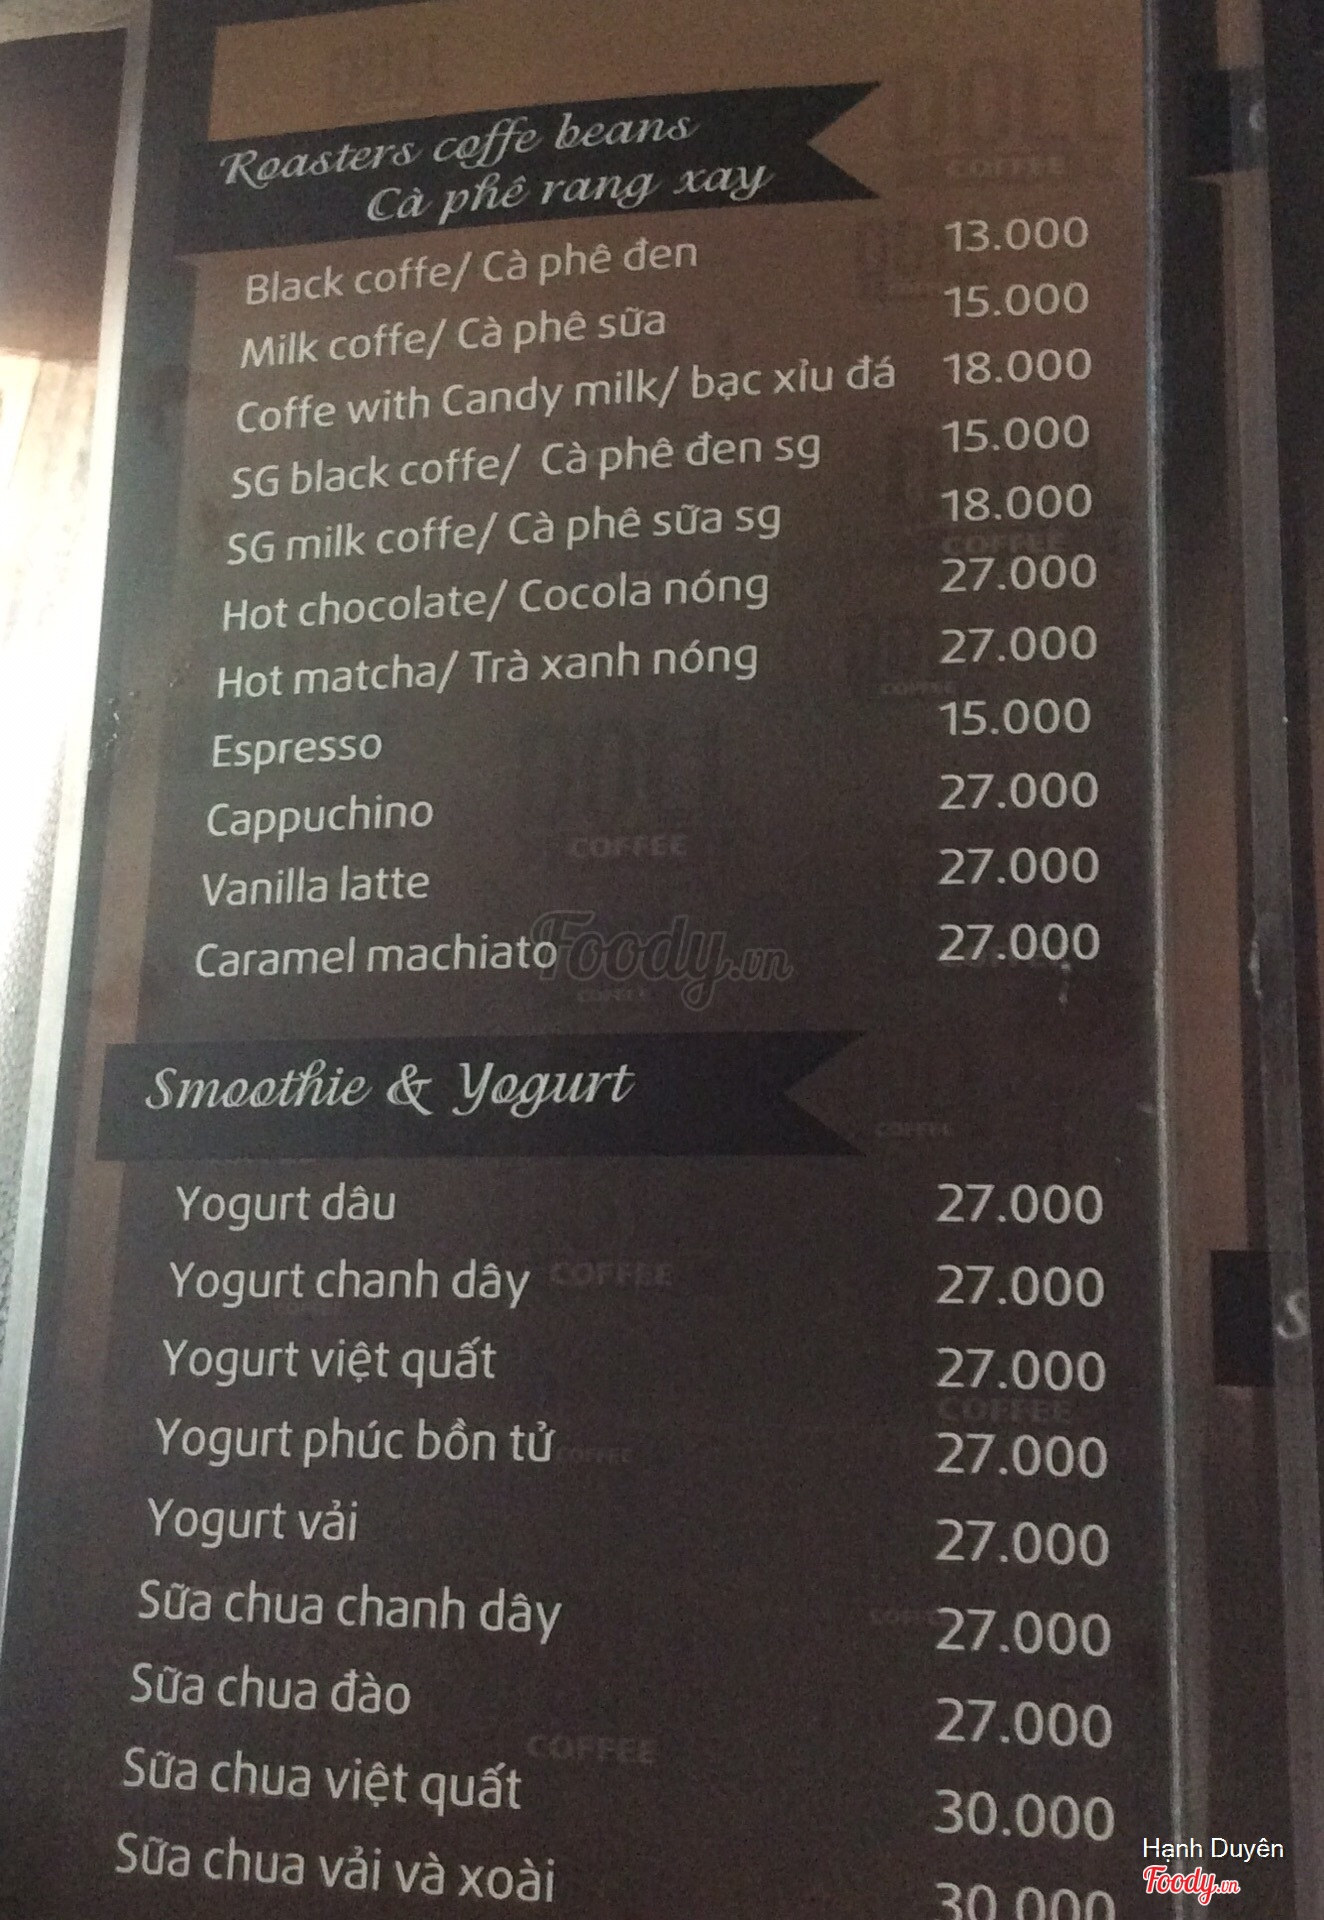 Roasters coffe beans
Cà phê rang xay
Black coffe/ Cà phê đen 13.000
Milk coffe/ Cà phê sữa 15.000
Coffe with Candy milk/ bạc xỉu đá 18.000
SG black coffe/ Cà phê đen sg 15.000
SG milk coffe/ Cà phê sữa sg 18.000
Hot chocolate/ Cocola nóng 27.000
Hot matcha/ Trà xanh nóng 27.000
Espresso 15.000
Cappuchino 27.000
Vanilla latte 27.000
Caramel machiato 27.000
Foody.vn
Smoothie & Yogurt
Yogurt dâu 27.000
Yogurt chanh dây 27.000
Yogurt việt quất 27.000
Yogurt phúc bồn tử 27.000
Yogurt vải 27.000
Sữa chua chanh dây 27.000
Sữa chua đào 27.000
Sữa chua việt quất 30.000
Sữa chua vải và xoài 30.000
Hạnh Duyên
Foody.vn